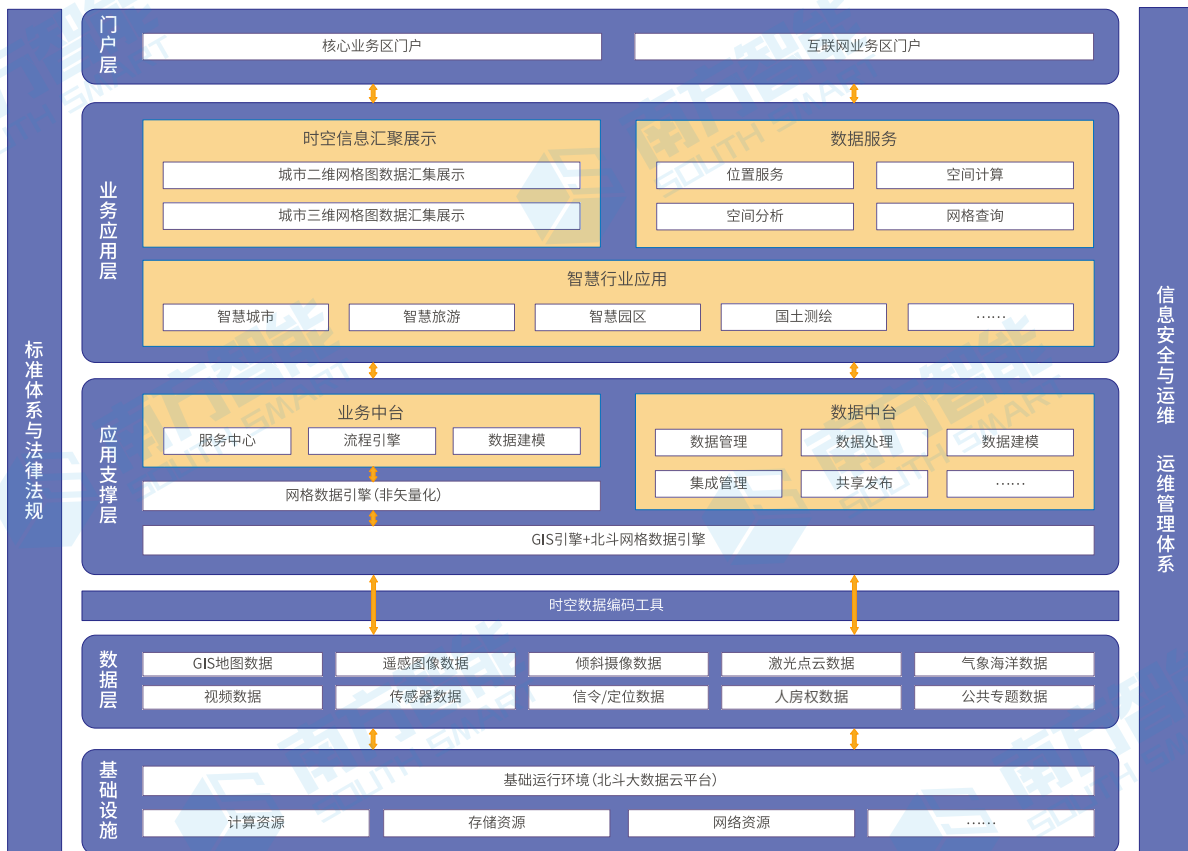 标准体系与法律法规
门户层
核心业务区门户
互联网业务区门户
业务应用层
时空信息汇聚展示
城市二维网格图数据汇集展示
城市三维网格图数据汇集展示
数据服务
位置服务
空间计算
空间分析
网格查询
智慧行业应用
智慧城市
智慧旅游
智慧园区
国土测绘
……
应用支撑层
业务中台
服务中心
流程引擎
数据建模
网格数据引擎(非矢量化)
数据中台
数据管理
数据处理
数据建模
集成管理
共享发布
……
GIS引擎+北斗网格数据引擎
时空数据编码工具
数据层
GIS地图数据
遥感图像数据
倾斜摄像数据
激光点云数据
气象海洋数据
视频数据
传感器数据
信令/定位数据
人房权数据
公共专题数据
基础设施
基础运行环境(北斗大数据云平台)
计算资源
存储资源
网络资源
……
信息安全与运维 运维管理体系
南方智能
SOUTH SMART